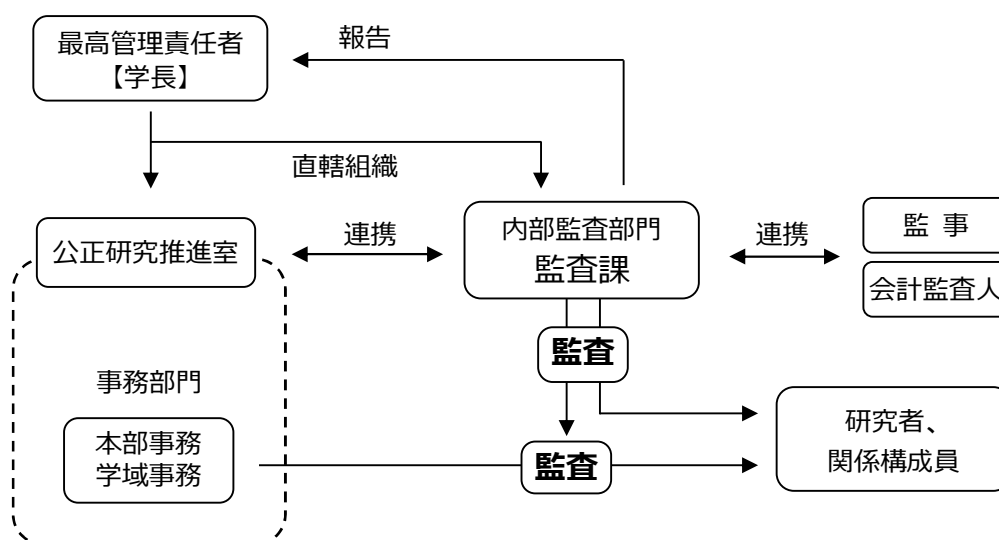 最高管理責任者
【学長】
報告
直轄組織
公正研究推進室
連携
内部監査部門
監査課
連携
監 事
会計監査人
監査
事務部門
本部事務
学域事務
監査
研究者、
関係構成員